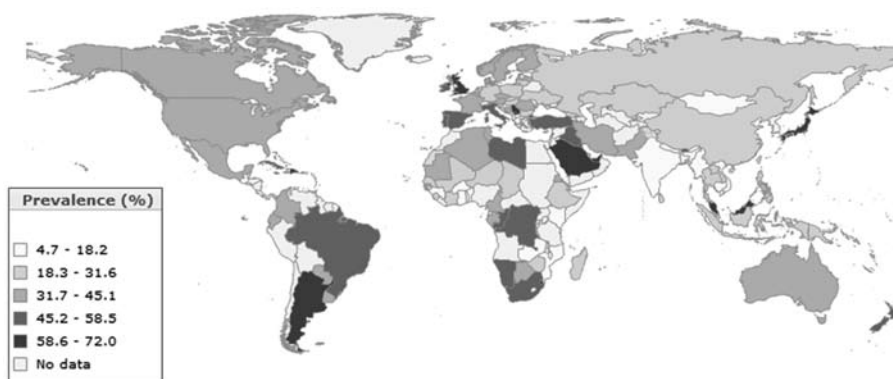 Prevalence (%)
4.7 - 18.2
18.3 - 31.6
31.7 - 45.1
45.2 - 58.5
58.6 - 72.0
No data